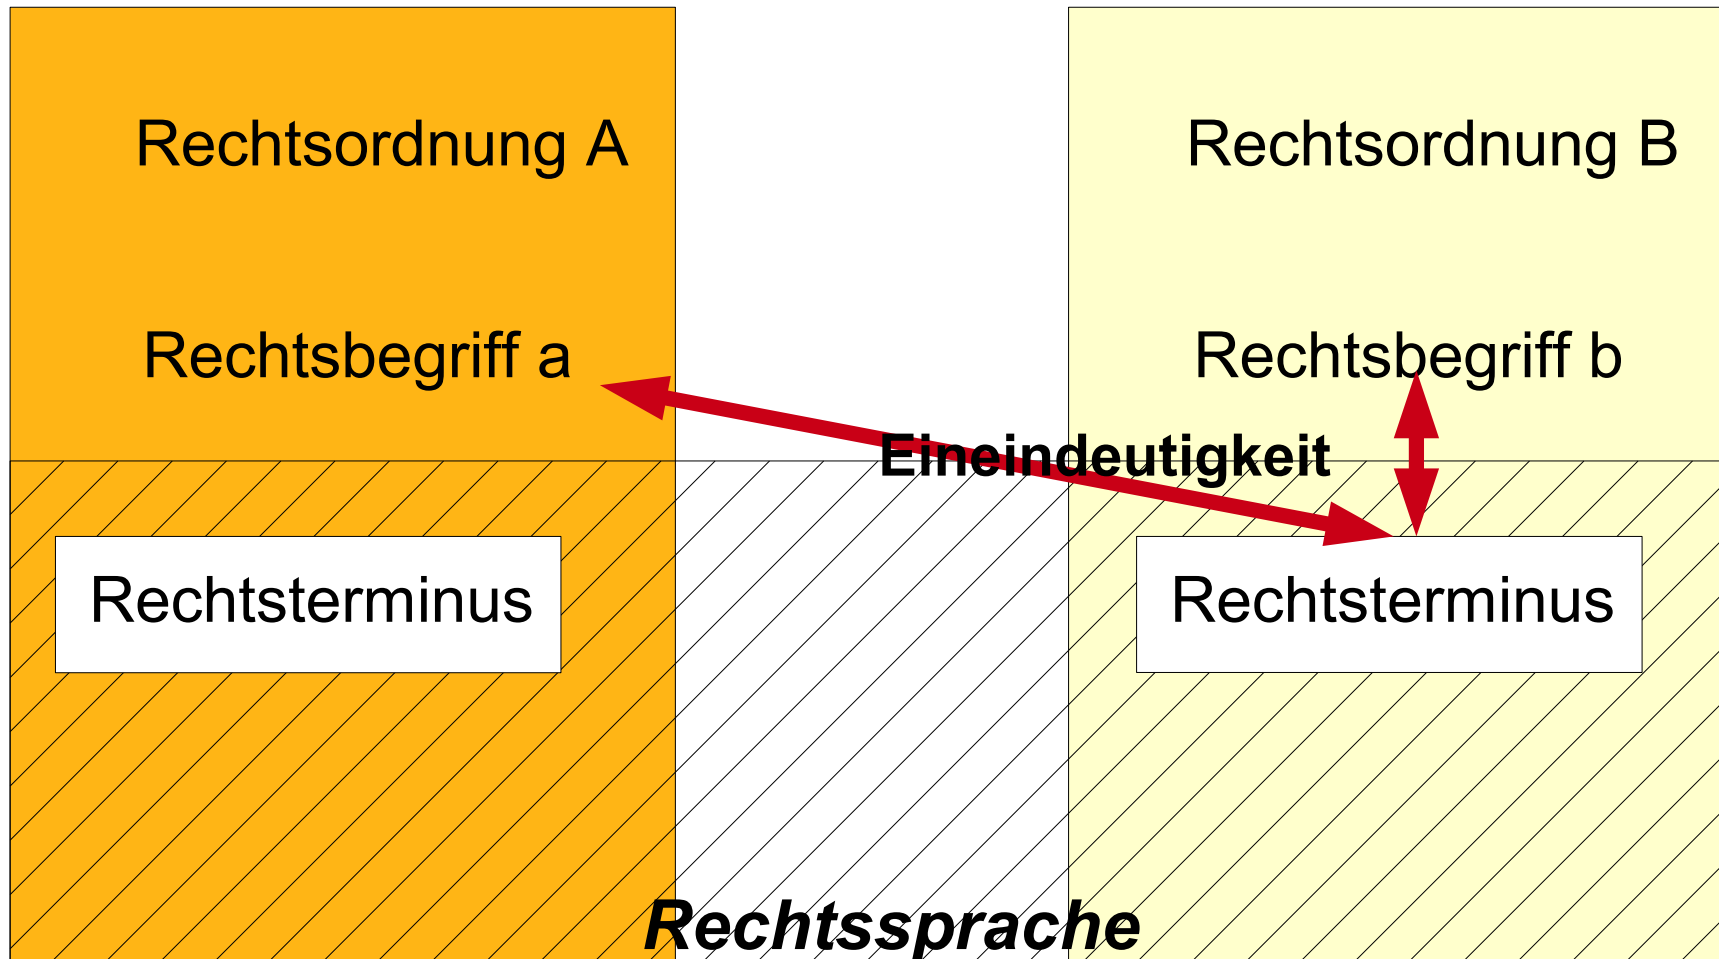 Rechtsordnung A
Rechtsordnung B
Rechtsbegriff a
Rechtsbegriff b
Eineindeutigkeit
Rechtsterminus
Rechtsterminus
Rechtssprache